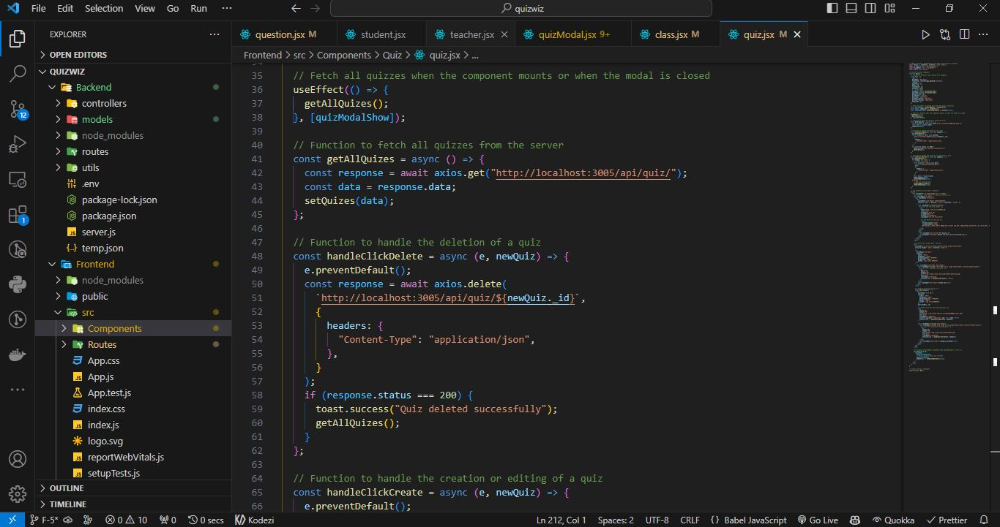 File Edit Selection View Go Run ··· quizwiz
EXPLORER
OPEN EDITORS
QUIZWIZ
Backend
controllers
models
node_modules
routes
utils
.env
package-lock.json
package.json
server.js
temp.json
Frontend
node_modules
public
src
Components
Routes
App.css
App.js
App.test.js
index.css
index.js
logo.svg
reportWebVitals.js
setupTests.js
OUTLINE
TIMELINE
12
1
question.jsx M student.jsx teacher.jsx quizModal.jsx 9+ class.jsx M quiz.jsx M
Frontend > src > Components > Quiz > quiz.jsx > ...
35 // Fetch all quizzes when the component mounts or when the modal is closed
36 useEffect(() => {
37 getAllQuizes();
38 }, [quizModalShow]);
39
40 // Function to fetch all quizzes from the server
41 const getAllQuizes = async () => {
42 const response = await axios.get("http://localhost:3005/api/quiz/");
43 const data = response.data;
44 setQuizes(data);
45 };
46
47 // Function to handle the deletion of a quiz
48 const handleClickDelete = async (e, newQuiz) => {
49 e.preventDefault();
50 const response = await axios.delete(
51 `http://localhost:3005/api/quiz/${newQuiz._id}`,
52 {
53 headers: {
54 "Content-Type": "application/json",
55 },
56 }
57 );
58 if (response.status === 200) {
59 toast.success("Quiz deleted successfully");
60 getAllQuizes();
61 }
62 };
63
64 // Function to handle the creation or editing of a quiz
65 const handleClickCreate = async (e, newQuiz) => {
66 e.preventDefault();
F-5* 0 10 0 0 secs Kodezi Ln 212, Col 1 Spaces: 2 UTF-8 CRLF {} Babel JavaScript Go Live Quokka Prettier